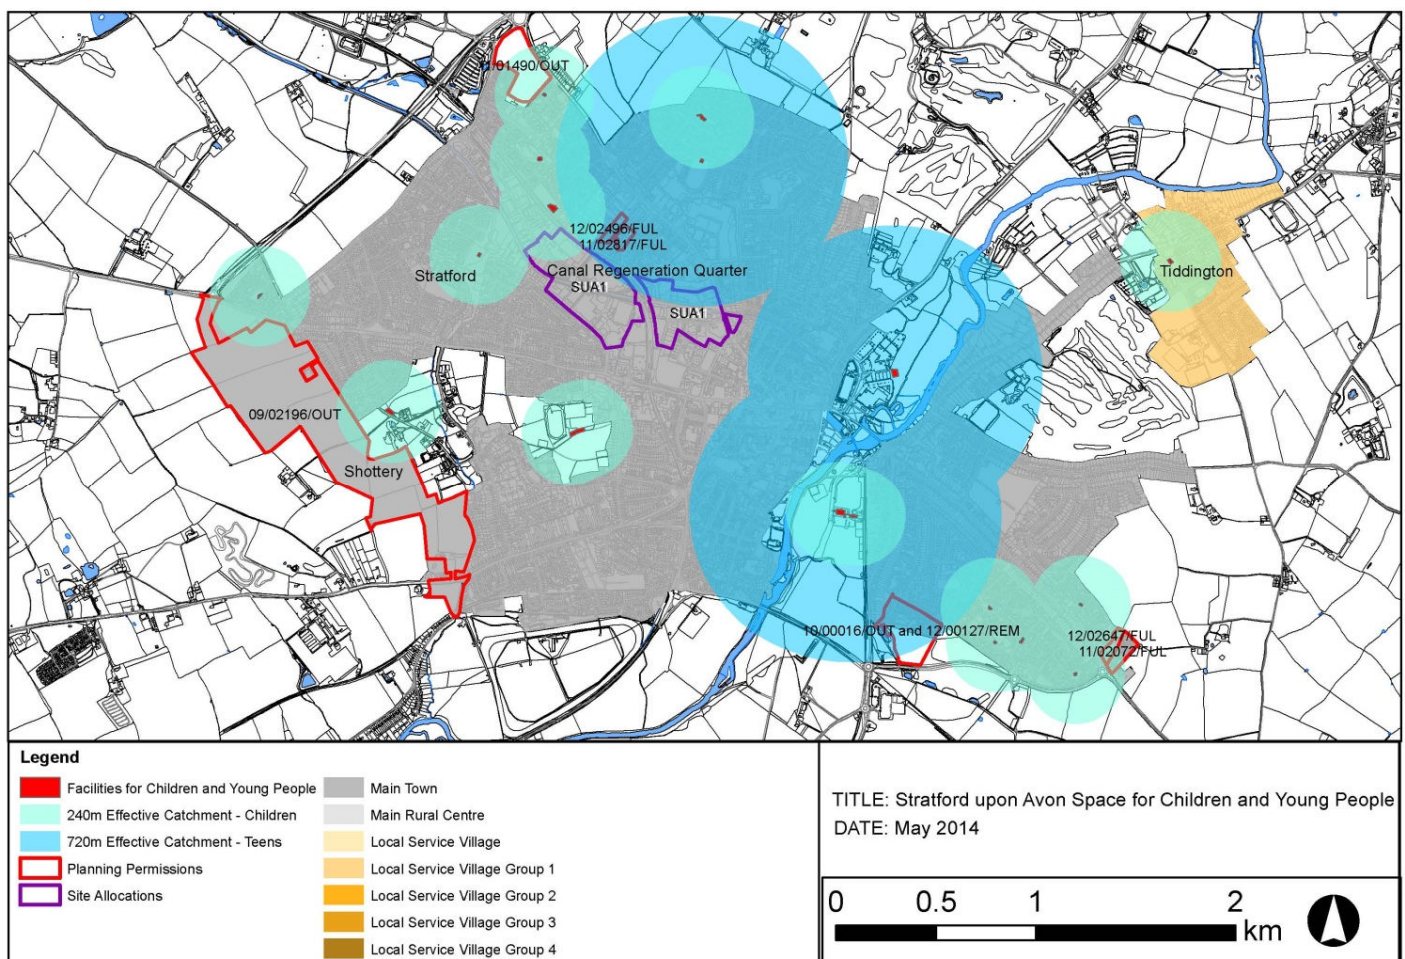 11/01490/OUT
12/02496/FUL
11/02817/FUL
Canal Regeneration Quarter
SUA1
SUA1
Stratford
Tiddington
09/02196/OUT
Shottery
10/00016/OUT and 12/00127/REM
12/02647/FUL
11/02072/FUL
Legend
Facilities for Children and Young People
240m Effective Catchment - Children
720m Effective Catchment - Teens
Planning Permissions
Site Allocations
Main Town
Main Rural Centre
Local Service Village
Local Service Village Group 1
Local Service Village Group 2
Local Service Village Group 3
Local Service Village Group 4
TITLE: Stratford upon Avon Space for Children and Young People
DATE: May 2014
0 0.5 1 2
km